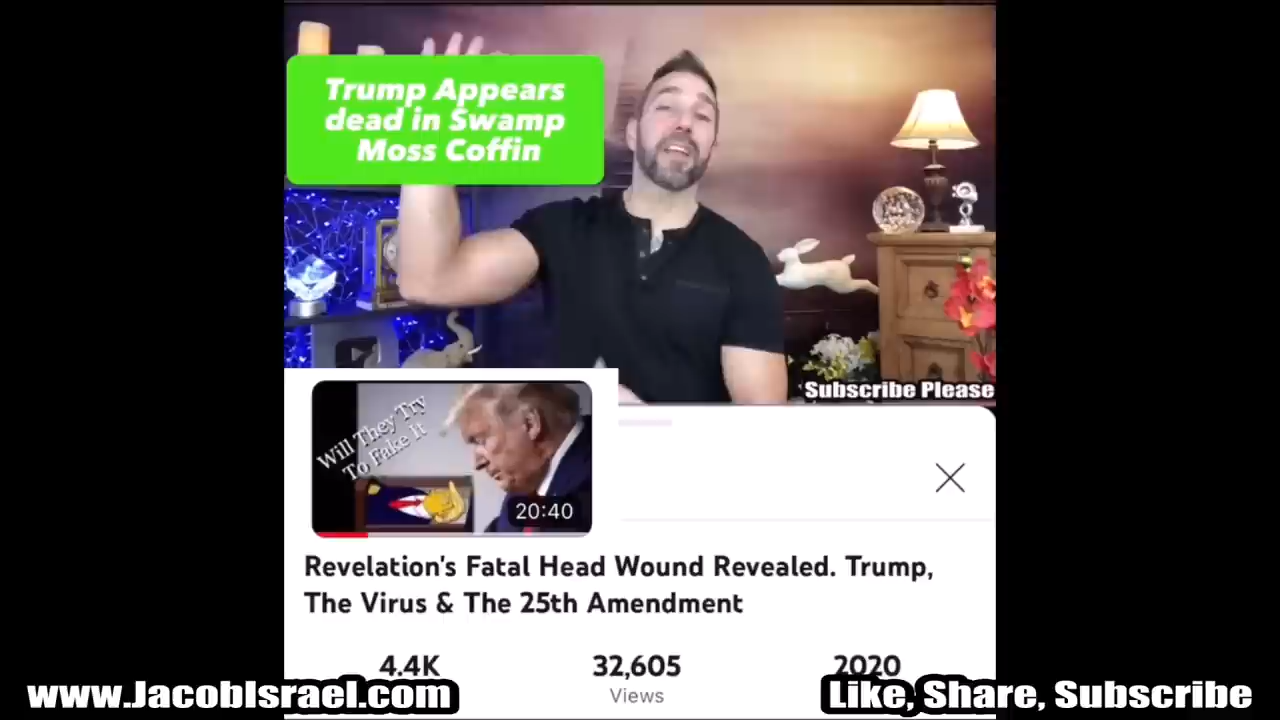 Trump Appears
dead in Swamp
Moss Coffin
Subscribe Please
Will They Try
To Fake It
20:40
Revelation's Fatal Head Wound Revealed. Trump,
The Virus & The 25th Amendment
4.4K 32,605 2020
Views
www.JacobIsrael.com Like, Share, Subscribe